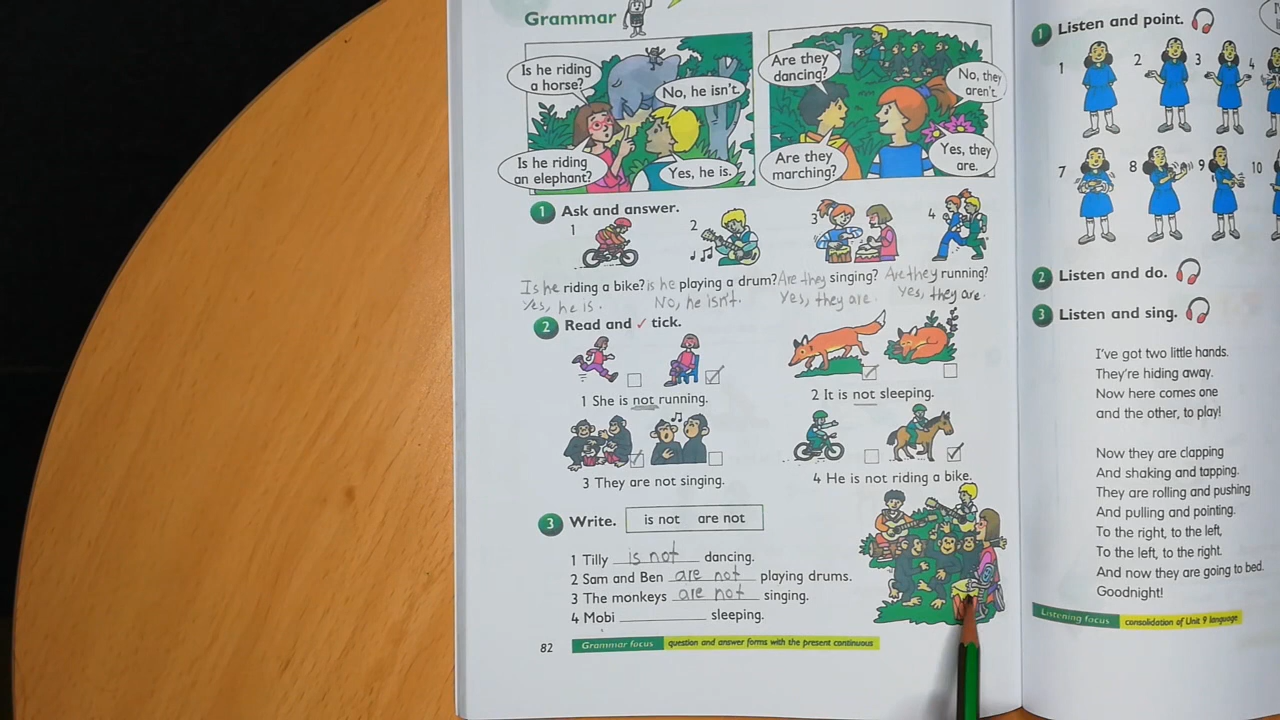 Grammar
Is he riding
a horse?
No, he isn't.
Is he riding
an elephant?
Yes, he is.
Are they
dancing?
No, they
aren't.
Are they
marching?
Yes, they
are.
1 Ask and answer.
1
2
3
4
Is he riding a bike? is he playing a drum? Are they singing? Are they running?
Yes, he is. No, he isn't. Yes, they are. Yes, they are.
2 Read and ✓ tick.
1 She is not running.
2 It is not sleeping.
3 They are not singing.
4 He is not riding a bike.
3 Write. is not are not
1 Tilly is not dancing.
2 Sam and Ben are not playing drums.
3 The monkeys are not singing.
4 Mobi ____ sleeping.
82 Grammar focus question and answer forms with the present continuous
1 Listen and point.
1 2 3 4
7 8 9 10
2 Listen and do.
3 Listen and sing.
I've got two little hands.
They're hiding away.
Now here comes one
and the other, to play!
Now they are clapping
And shaking and tapping.
They are rolling and pushing
And pulling and pointing.
To the right, to the left,
To the left, to the right.
And now they are going to bed.
Goodnight!
Listening focus consolidation of Unit 9 language